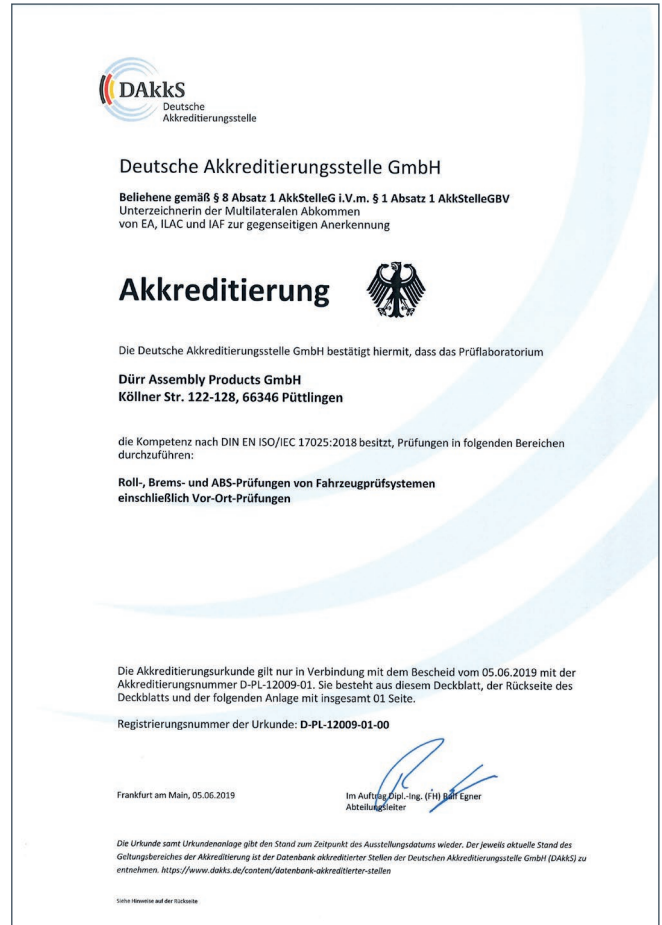 DAkkS
Deutsche
Akkreditierungsstelle
Deutsche Akkreditierungsstelle GmbH
Beliehene gemäß § 8 Absatz 1 AkkStelleG i.V.m. § 1 Absatz 1 AkkStelleGBV
Unterzeichnerin der Multilateralen Abkommen
von EA, ILAC und IAF zur gegenseitigen Anerkennung
Akkreditierung
Die Deutsche Akkreditierungsstelle GmbH bestätigt hiermit, dass das Prüflaboratorium
Dürr Assembly Products GmbH
Köllner Str. 122-128, 66346 Püttlingen
die Kompetenz nach DIN EN ISO/IEC 17025:2018 besitzt, Prüfungen in folgenden Bereichen
durchzuführen:
Roll-, Brems- und ABS-Prüfungen von Fahrzeugprüfsystemen
einschließlich Vor-Ort-Prüfungen
Die Akkreditierungsurkunde gilt nur in Verbindung mit dem Bescheid vom 05.06.2019 mit der
Akkreditierungsnummer D-PL-12009-01. Sie besteht aus diesem Deckblatt, der Rückseite des
Deckblatts und der folgenden Anlage mit insgesamt 01 Seite.
Registrierungsnummer der Urkunde: D-PL-12009-01-00
Frankfurt am Main, 05.06.2019
Im Auftrag Dipl.-Ing. (FH) Ralf Egner
Abteilungsleiter
Die Urkunde samt Urkundenanlage gibt den Stand zum Zeitpunkt des Ausstellungsdatums wieder. Der jeweils aktuelle Stand des
Geltungsbereiches der Akkreditierung ist der Datenbank akkreditierter Stellen der Deutschen Akkreditierungsstelle GmbH (DAkkS) zu
entnehmen. https://www.dakks.de/content/datenbank-akkreditierter-stellen
Siehe Hinweise auf der Rückseite